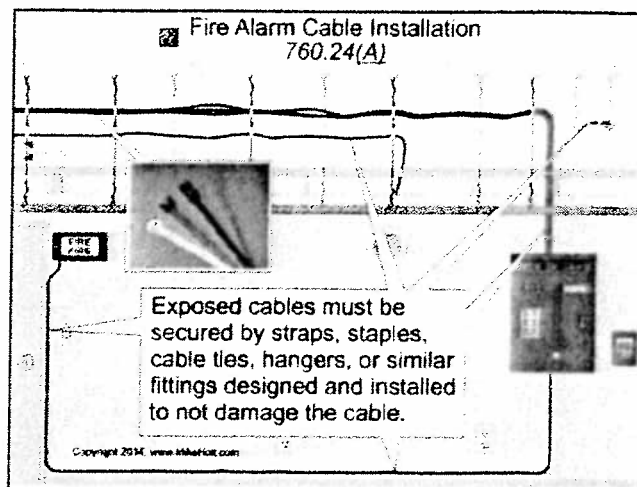 Fire Alarm Cable Installation
760.24(A)
FIRE
FIRE
Exposed cables must be
secured by straps, staples,
cable ties, hangers, or similar
fittings designed and installed
to not damage the cable.
Copyright 2014, www.MikeHolt.com